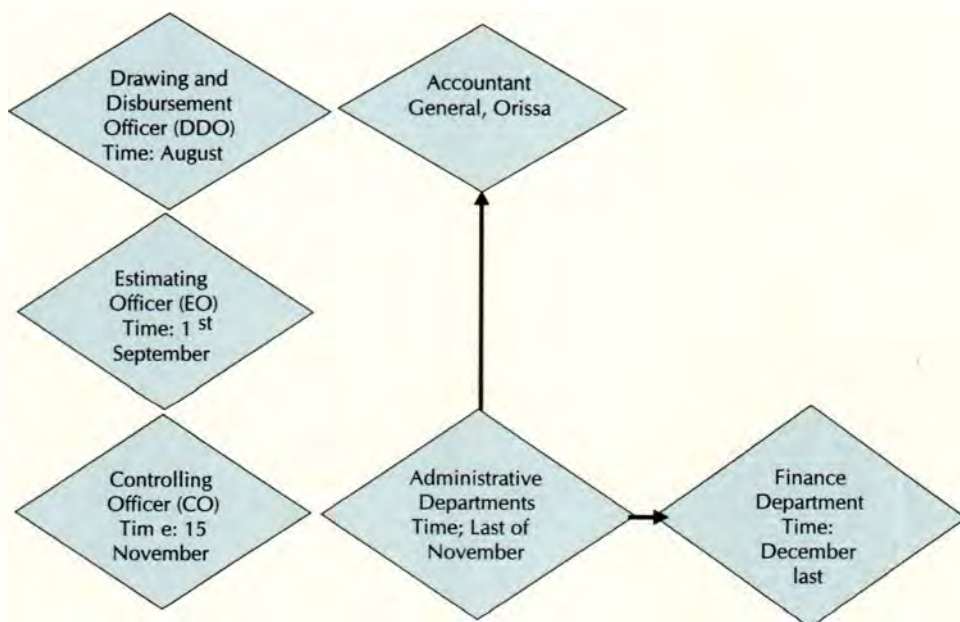 Drawing and
Disbursement
Officer (DDO)
Time: August
Accountant
General, Orissa
Estimating
Officer (EO)
Time: 1 st
September
Controlling
Officer (CO)
Tim e: 15
November
Administrative
Departments
Time; Last of
November
Finance
Department
Time:
December
last